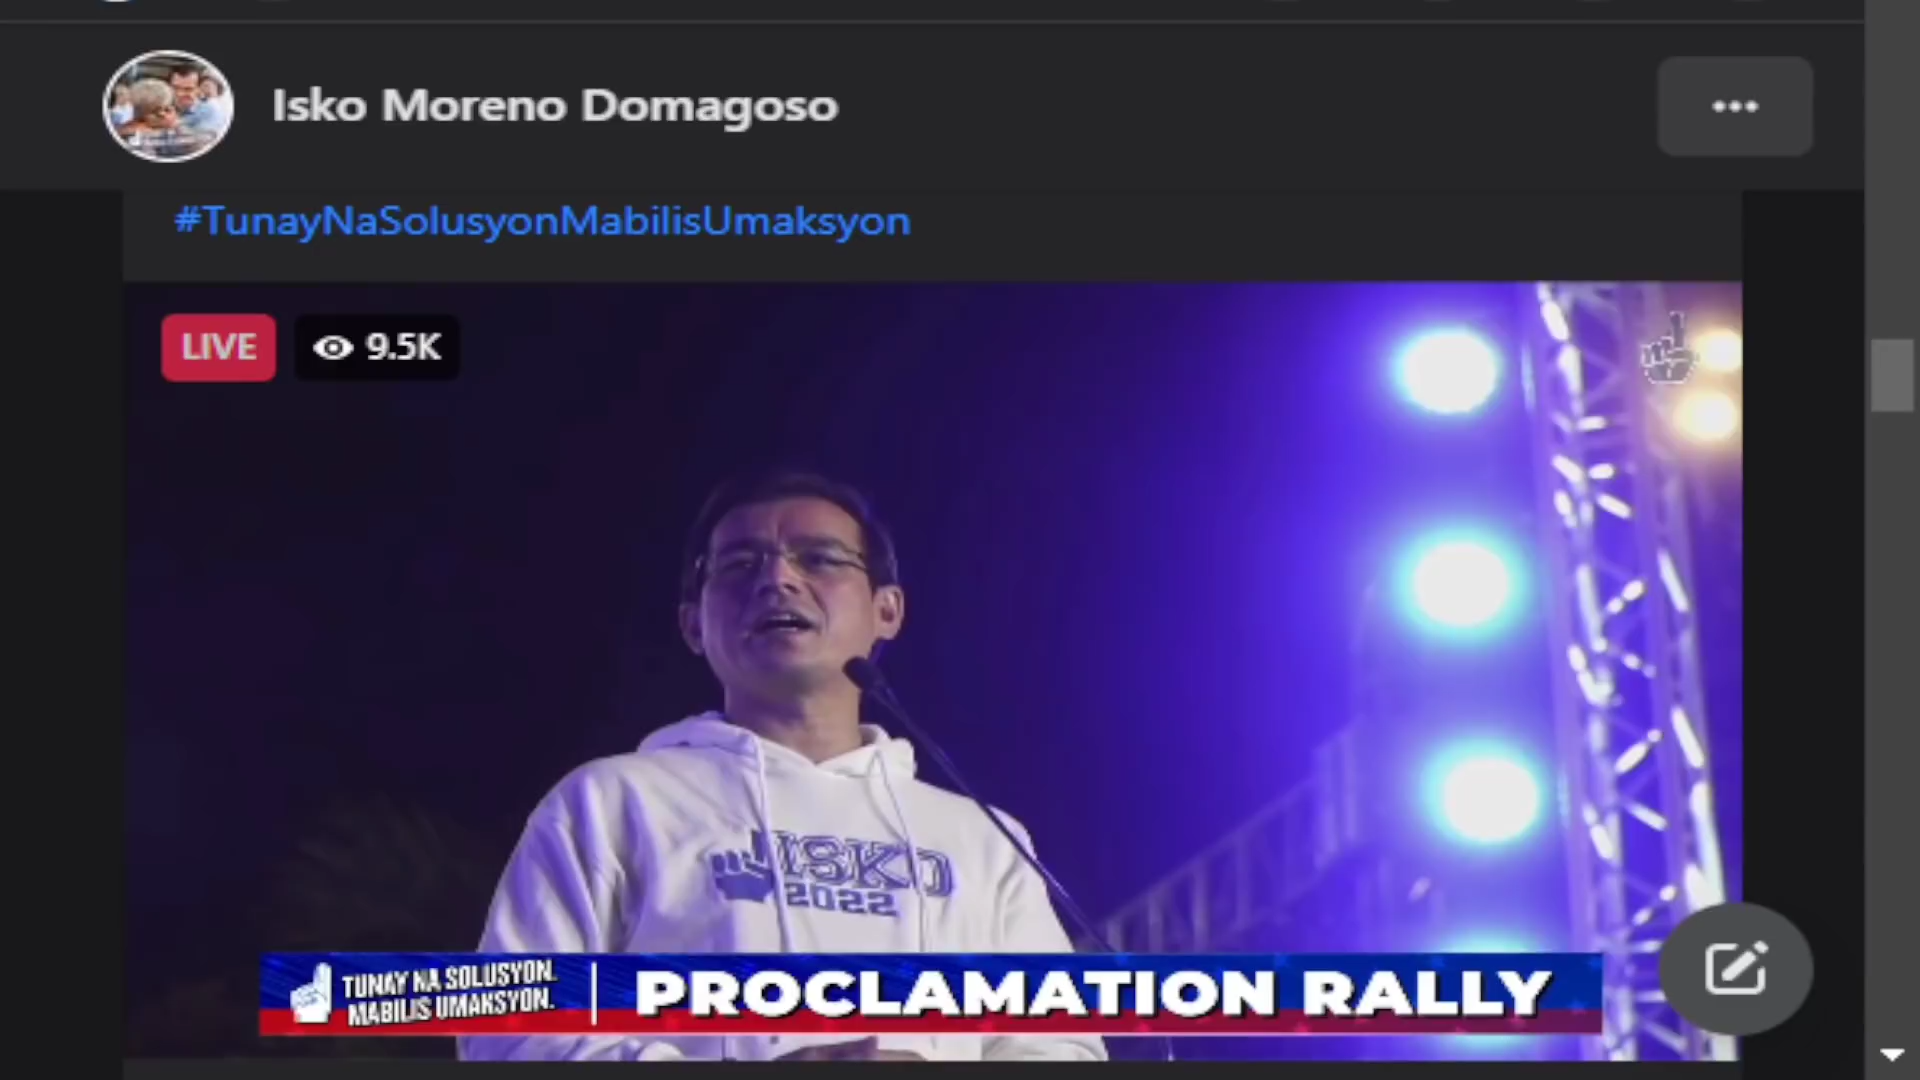 Isko Moreno Domagoso
#TunayNaSolusyonMabilisUmaksyon
LIVE
9.5K
ISKO
2022
TUNAY NA SOLUSYON.
MABILIS UMAKSYON.
PROCLAMATION RALLY